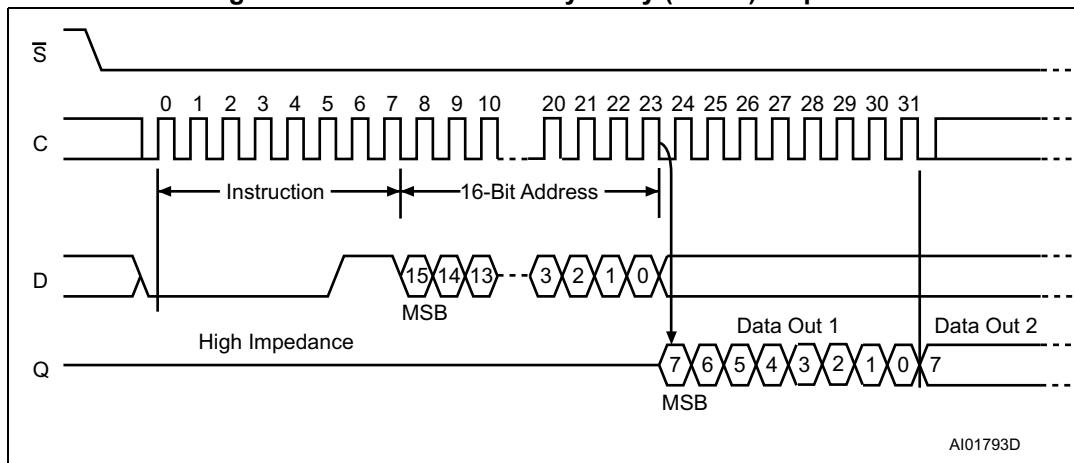 S̅
0 1 2 3 4 5 6 7 8 9 10 20 21 22 23 24 25 26 27 28 29 30 31
C
Instruction 16-Bit Address
D 15 14 13 3 2 1 0
MSB
High Impedance Data Out 1 Data Out 2
Q 7 6 5 4 3 2 1 0 7
MSB
AI01793D